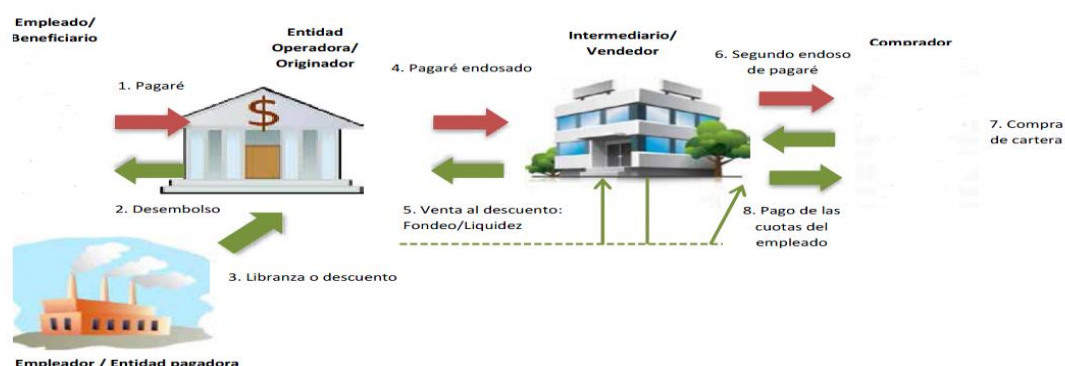 Empleado/
Beneficiario
Entidad
Operadora/
Originador
Intermediario/
Vendedor
Comprador
1. Pagaré
4. Pagaré endosado
6. Segundo endoso
de pagaré
7. Compra
de cartera
$
2. Desembolso
5. Venta al descuento:
Fondeo/Liquidez
8. Pago de las
cuotas del
empleado
3. Libranza o descuento
Empleador / Entidad pagadora